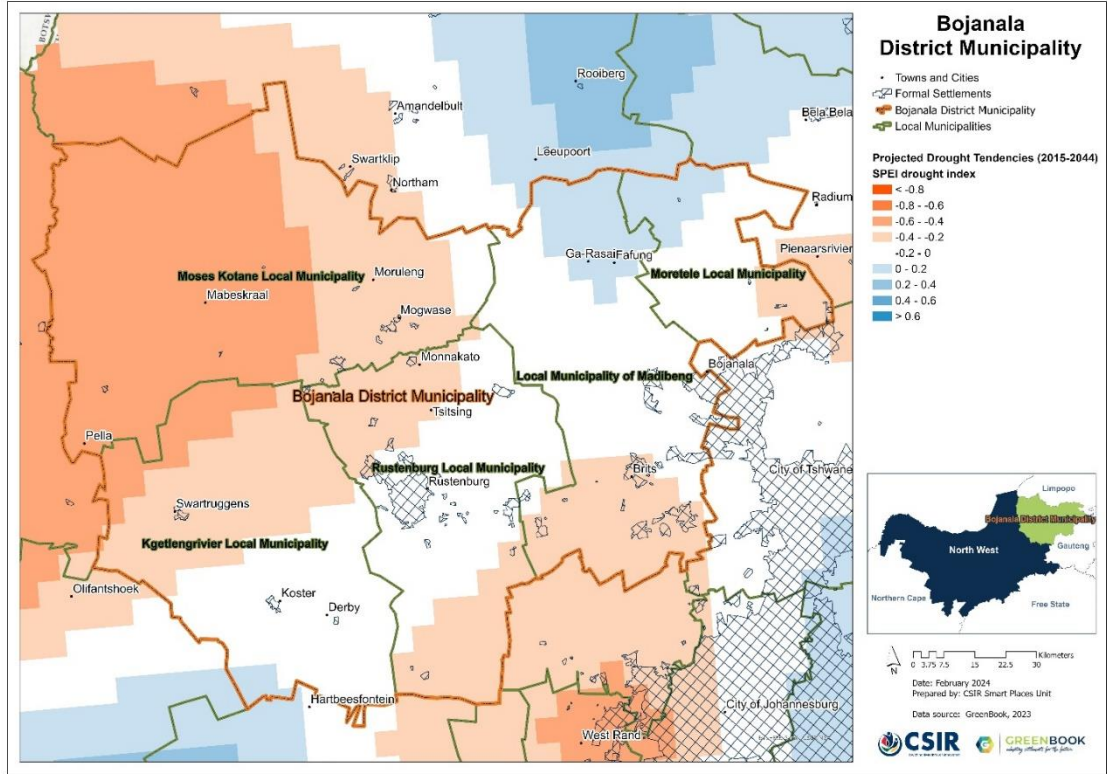 Bojanala
District Municipality
Towns and Cities
Formal Settlements
Bojanala District Municipality
Local Municipalities
Projected Drought Tendencies (2015-2044)
SPEI drought index
< -0.8
-0.8 - -0.6
-0.6 - -0.4
-0.4 - -0.2
-0.2 - 0
0 - 0.2
0.2 - 0.4
0.4 - 0.6
> 0.6
Rooiberg
Amandelbult
Bela Bela
Leeupoort
Swartklip
Northam
Radium
Ga-Rasai
Fafung
Pienaarsrivier
Moses Kotane Local Municipality
Moruleng
Moretele Local Municipality
Mabeskraal
Mogwase
Monnakato
Bojanala
Local Municipality of Madibeng
Bojanala District Municipality
Tsitsing
Pella
Rustenburg Local Municipality
Rustenburg
Brits
City of Tshwane
Swartruggens
Kgetlengrivier Local Municipality
Olifantshoek
Koster
Derby
Hartbeesfontein
City of Johannesburg
West Rand
Limpopo
Bojanala District Municipality
North West
Gauteng
Northern Cape
Free State
N
Kilometers
0 3.75 7.5 15 22.5 30
Date: February 2024
Prepared by: CSIR Smart Places Unit
Data source: GreenBook, 2023
CSIR
GREENBOOK